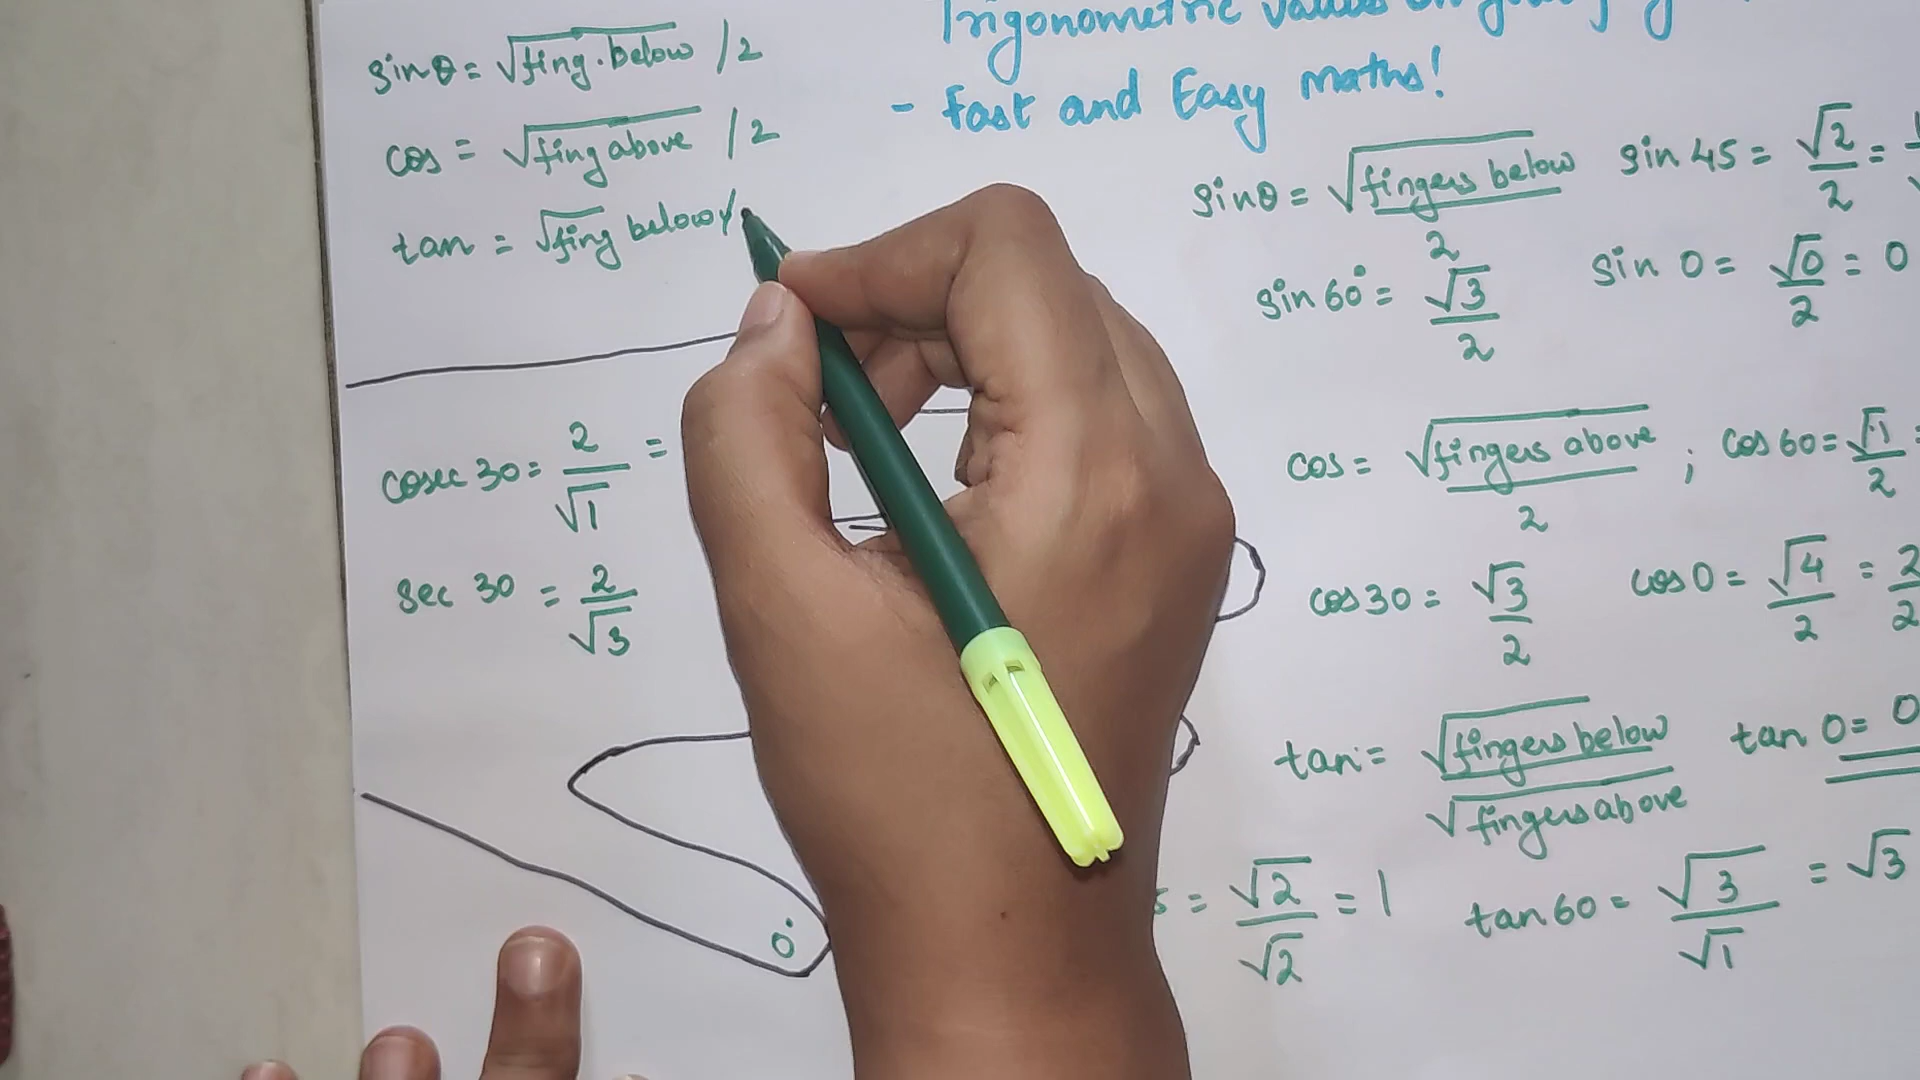 Trigonometric values on
- Fast and Easy maths!
sinθ = √fing. below / 2
cos = √fing above / 2
tan = √fing below /
cosec 30 = 2/√1 =
sec 30 = 2/√3
0°
sinθ = √fingers below / 2
sin 45 = √2/2 =
sin 60° = √3/2
sin 0 = √0/2 = 0
cos = √fingers above / 2 ; cos 60 = √1/2 =
cos 30 = √3/2
cos 0 = √4/2 = 2/2
tan = √fingers below / √fingers above
tan 0 = 0
= √2/√2 = 1
tan 60 = √3/√1 = √3